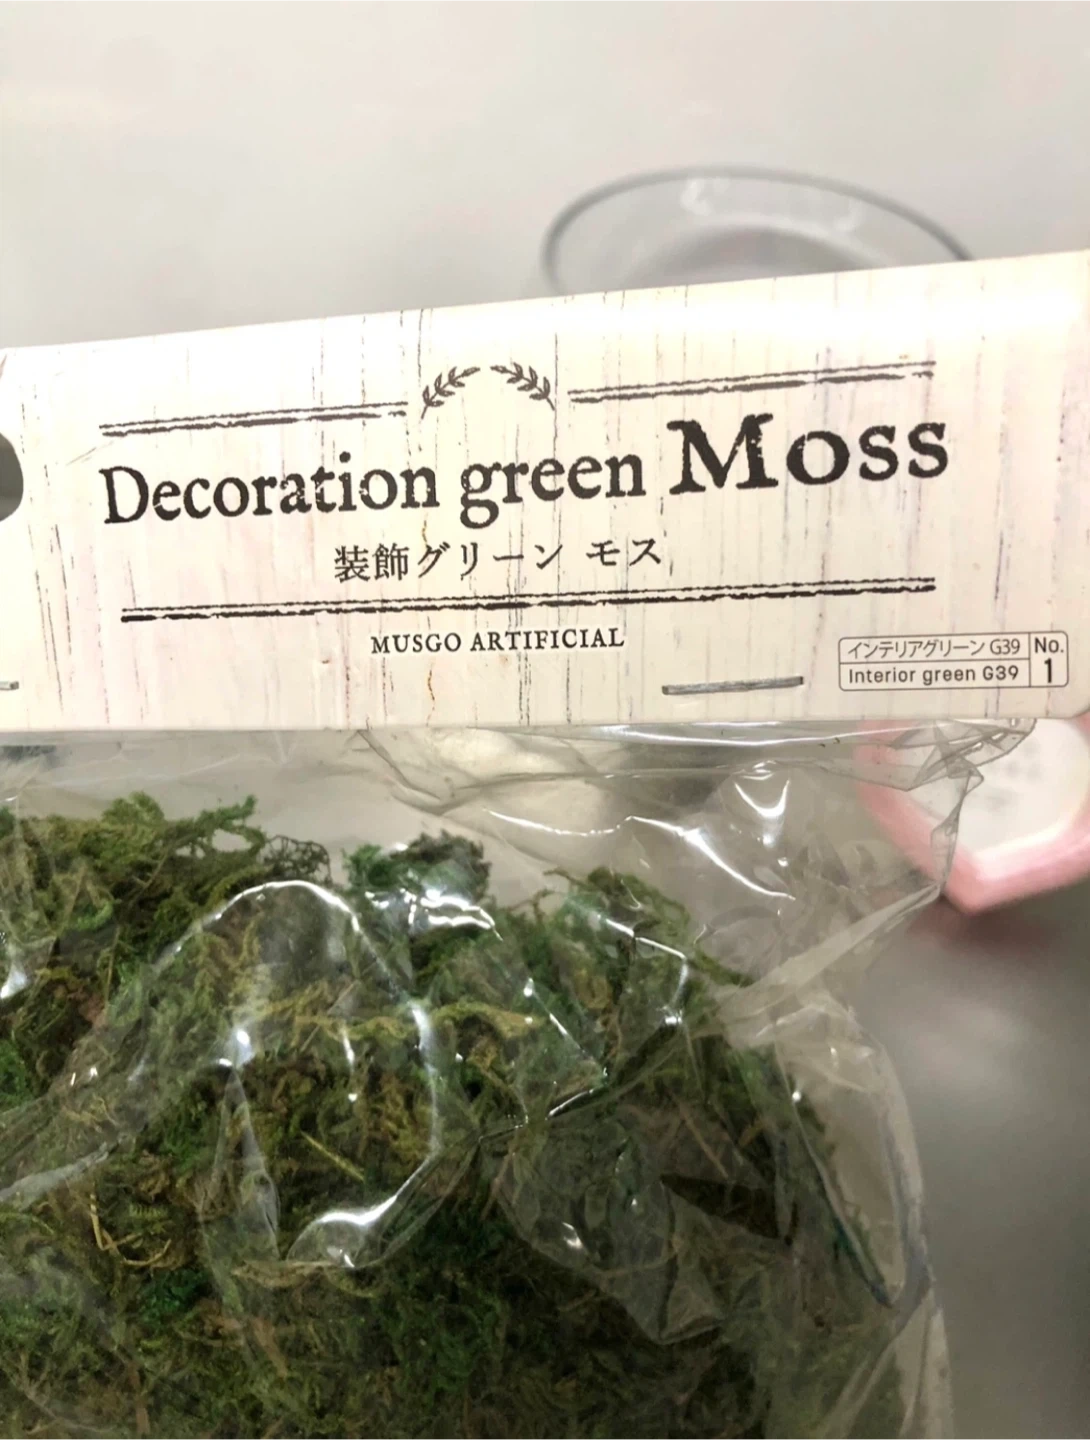 Decoration green Moss
装飾グリーン モス
MUSGO ARTIFICIAL
インテリアグリーン G39
Interior green G39
No.
1